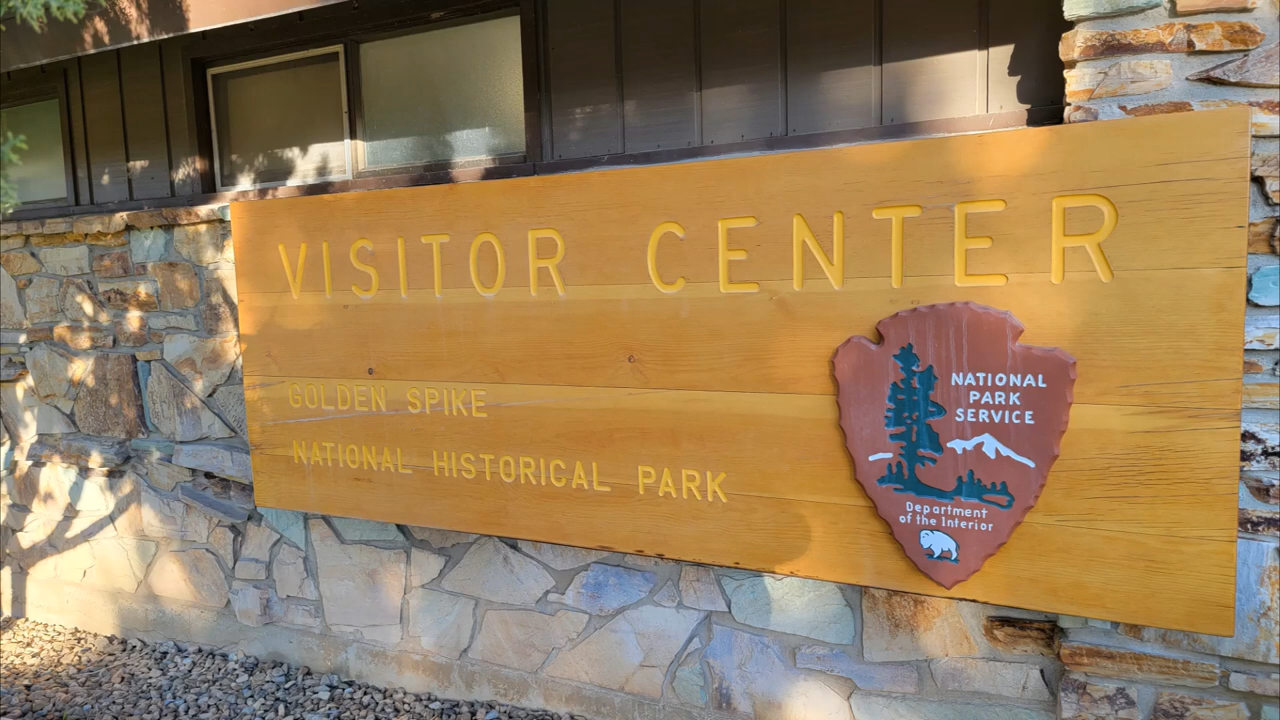 VISITOR CENTER
GOLDEN SPIKE
NATIONAL HISTORICAL PARK
NATIONAL
PARK
SERVICE
Department
of the Interior